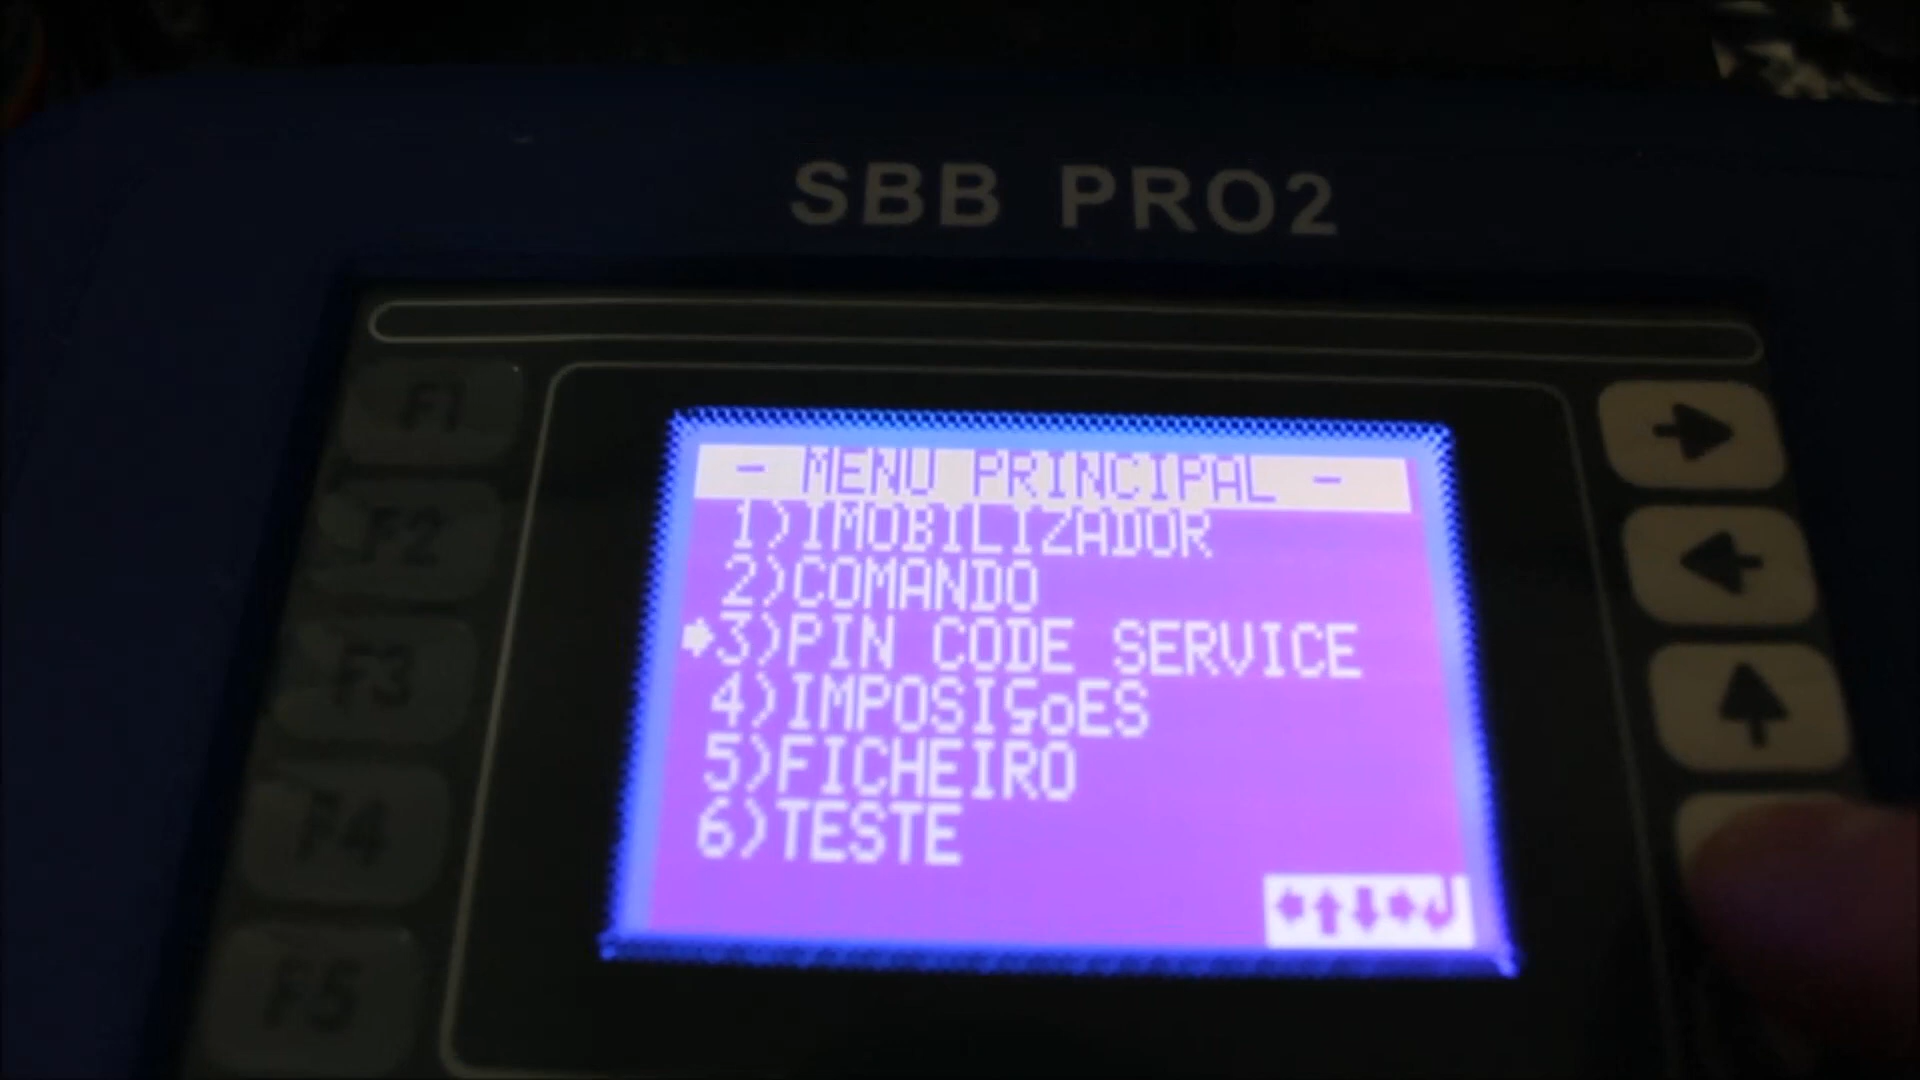 SBB PRO2
F1
F2
F3
F4
F5
- MENU PRINCIPAL -
1)IMOBILIZADOR
2)COMANDO
3)PIN CODE SERVICE
4)IMPOSIÇoES
5)FICHEIRO
6)TESTE